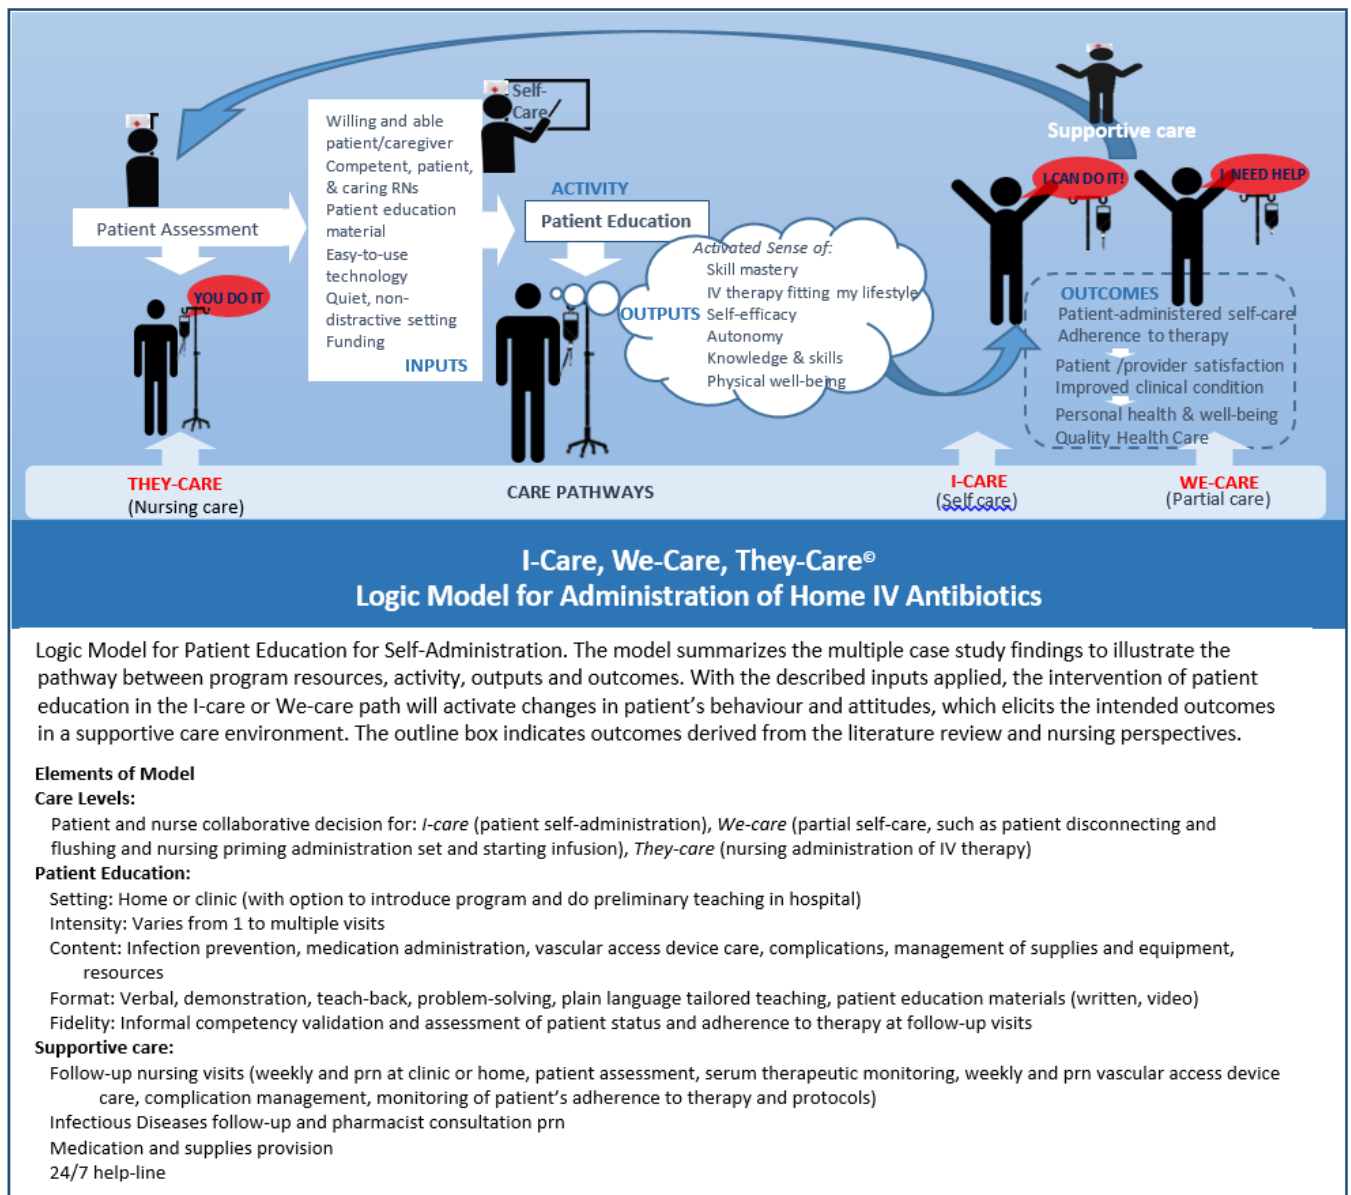 Self-
Care
Supportive care
Willing and able
patient/caregiver
Competent, patient,
& caring RNs
Patient education
material
Easy-to-use
technology
Quiet, non-
distractive setting
Funding
INPUTS
Patient Assessment
YOU DO IT
ACTIVITY
Patient Education
Activated Sense of:
Skill mastery
IV therapy fitting my lifestyle
OUTPUTS Self-efficacy
Autonomy
Knowledge & skills
Physical well-being
I CAN DO IT!
I NEED HELP
OUTCOMES
Patient-administered self-care
Adherence to therapy
Patient /provider satisfaction
Improved clinical condition
Personal health & well-being
Quality Health Care
THEY-CARE
(Nursing care)
CARE PATHWAYS
I-CARE
(Self care)
WE-CARE
(Partial care)
I-Care, We-Care, They-Care©
Logic Model for Administration of Home IV Antibiotics
Logic Model for Patient Education for Self-Administration. The model summarizes the multiple case study findings to illustrate the
pathway between program resources, activity, outputs and outcomes. With the described inputs applied, the intervention of patient
education in the I-care or We-care path will activate changes in patient’s behaviour and attitudes, which elicits the intended outcomes
in a supportive care environment. The outline box indicates outcomes derived from the literature review and nursing perspectives.
Elements of Model
Care Levels:
Patient and nurse collaborative decision for: I-care (patient self-administration), We-care (partial self-care, such as patient disconnecting and
flushing and nursing priming administration set and starting infusion), They-care (nursing administration of IV therapy)
Patient Education:
Setting: Home or clinic (with option to introduce program and do preliminary teaching in hospital)
Intensity: Varies from 1 to multiple visits
Content: Infection prevention, medication administration, vascular access device care, complications, management of supplies and equipment,
resources
Format: Verbal, demonstration, teach-back, problem-solving, plain language tailored teaching, patient education materials (written, video)
Fidelity: Informal competency validation and assessment of patient status and adherence to therapy at follow-up visits
Supportive care:
Follow-up nursing visits (weekly and prn at clinic or home, patient assessment, serum therapeutic monitoring, weekly and prn vascular access device
care, complication management, monitoring of patient’s adherence to therapy and protocols)
Infectious Diseases follow-up and pharmacist consultation prn
Medication and supplies provision
24/7 help-line